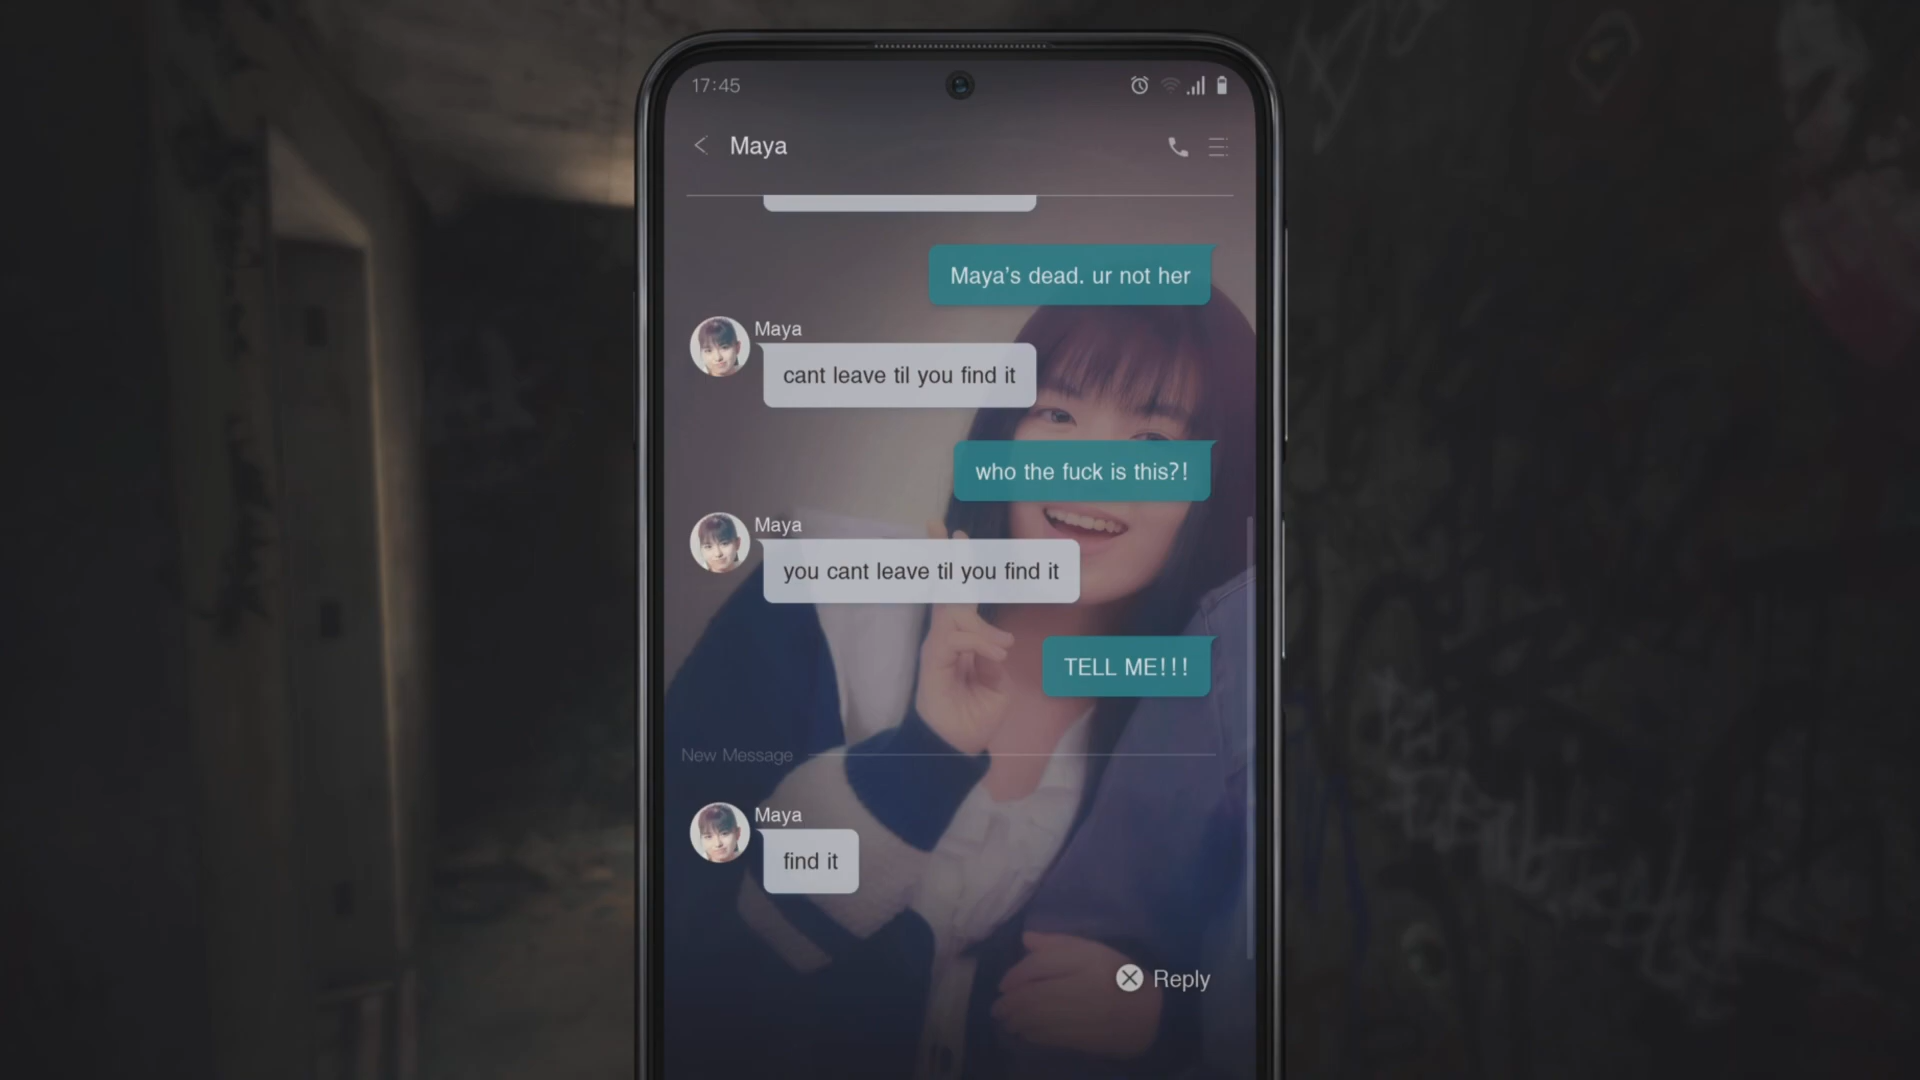 17:45
Maya
Maya's dead. ur not her
Maya
cant leave til you find it
who the fuck is this?!
Maya
you cant leave til you find it
TELL ME!!!
New Message
Maya
find it
Reply